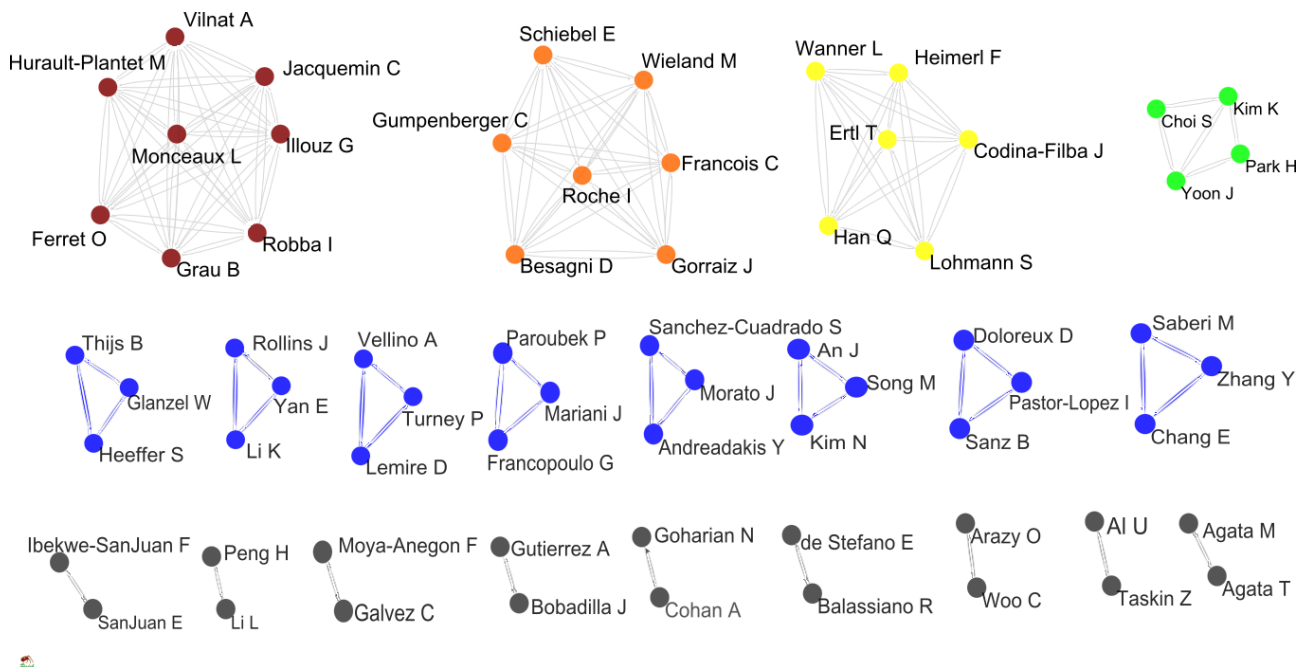 Vilnat A
Hurault-Plantet M
Jacquemin C
Illouz G
Monceaux L
Ferret O
Robba I
Grau B
Schiebel E
Wieland M
Gumpenberger C
Francois C
Roche I
Besagni D
Gorraiz J
Wanner L
Heimerl F
Ertl T
Codina-Filba J
Han Q
Lohmann S
Kim K
Choi S
Park H
Yoon J
Thijs B
Glanzel W
Heeffer S
Rollins J
Yan E
Li K
Vellino A
Turney P
Lemire D
Paroubek P
Mariani J
Francopoulo G
Sanchez-Cuadrado S
Morato J
Andreadakis Y
An J
Song M
Kim N
Doloreux D
Pastor-Lopez I
Sanz B
Saberi M
Zhang Y
Chang E
Ibekwe-SanJuan F
SanJuan E
Peng H
Li L
Moya-Anegon F
Galvez C
Gutierrez A
Bobadilla J
Goharian N
Cohan A
de Stefano E
Balassiano R
Arazy O
Woo C
Al U
Taskin Z
Agata M
Agata T